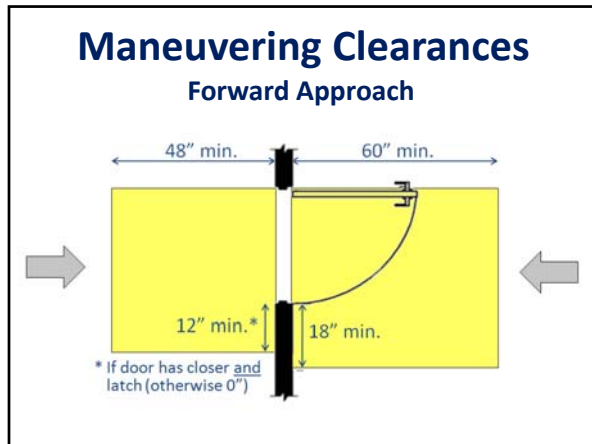 Maneuvering Clearances
Forward Approach
48” min.
60” min.
12” min.*
18” min.
* If door has closer and
latch (otherwise 0”)